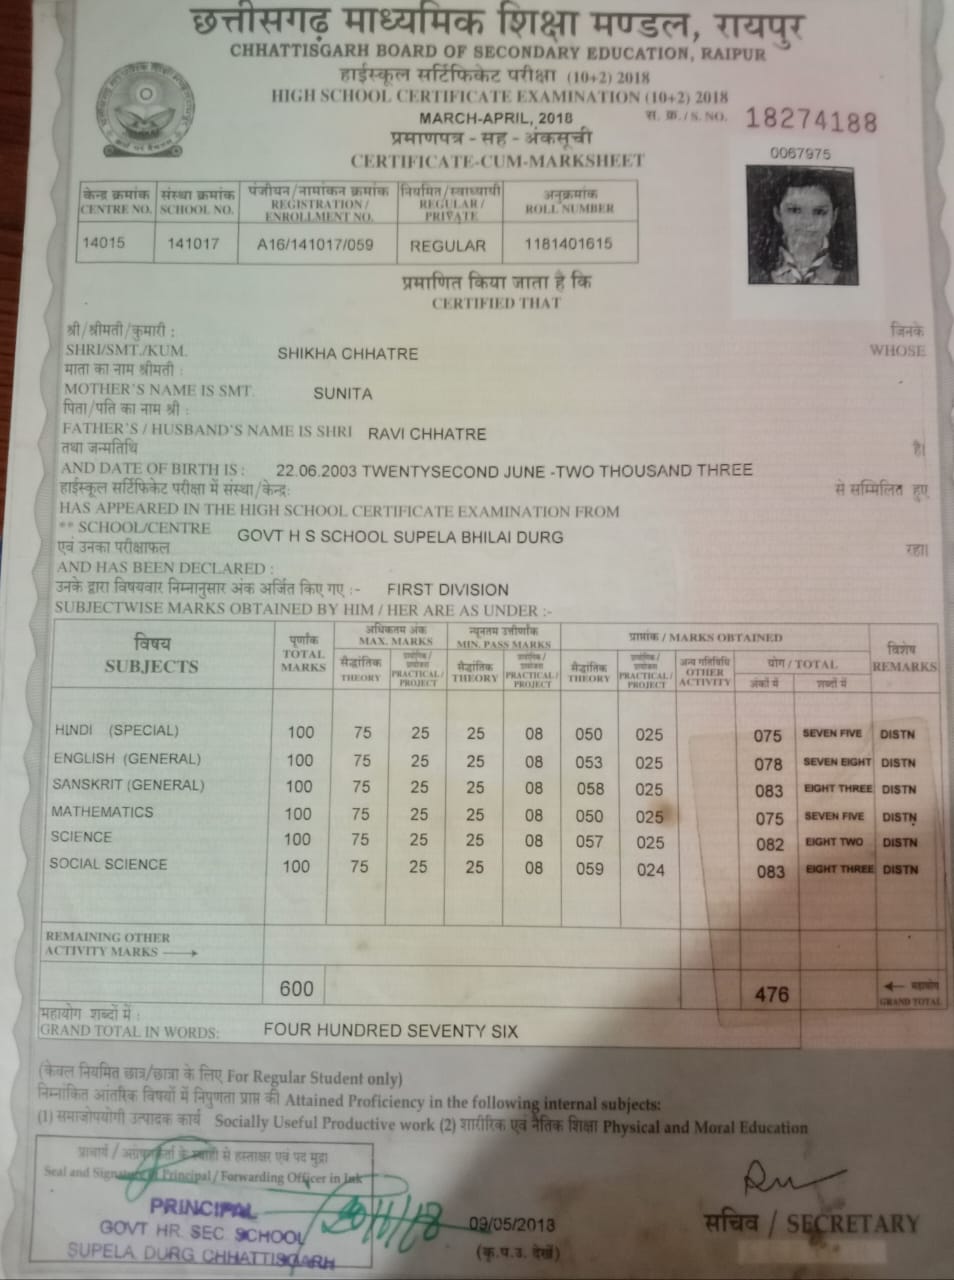 छत्तीसगढ़ माध्यमिक शिक्षा मण्डल, रायपुर
CHHATTISGARH BOARD OF SECONDARY EDUCATION, RAIPUR
हाईस्कूल सर्टिफिकेट परीक्षा (10+2) 2018
HIGH SCHOOL CERTIFICATE EXAMINATION (10+2) 2018
MARCH-APRIL, 2018 स. क्र. / S. NO. 18274188
प्रमाणपत्र - सह - अंकसूची
CERTIFICATE-CUM-MARKSHEET
0067975
केन्द्र क्रमांक संस्था क्रमांक पंजीयन/नामांकन क्रमांक नियमित/स्वाध्यायी अनुक्रमांक
CENTRE NO. SCHOOL NO. REGISTRATION / ENROLLMENT NO. REGULAR / PRIVATE ROLL NUMBER
14015 141017 A16/141017/059 REGULAR 1181401615
प्रमाणित किया जाता है कि
CERTIFIED THAT
श्री/श्रीमती/कुमारी : जिनके
SHRI/SMT./KUM. SHIKHA CHHATRE WHOSE
माता का नाम श्रीमती :
MOTHER'S NAME IS SMT. SUNITA
पिता/पति का नाम श्री :
FATHER'S / HUSBAND'S NAME IS SHRI RAVI CHHATRE
तथा जन्मतिथि है।
AND DATE OF BIRTH IS : 22.06.2003 TWENTYSECOND JUNE -TWO THOUSAND THREE
हाईस्कूल सर्टिफिकेट परीक्षा में संस्था/केन्द्र: से सम्मिलित हुए
HAS APPEARED IN THE HIGH SCHOOL CERTIFICATE EXAMINATION FROM
** SCHOOL/CENTRE GOVT H S SCHOOL SUPELA BHILAI DURG
एवं उनका परीक्षाफल रहा।
AND HAS BEEN DECLARED :
उनके द्वारा विषयवार निम्नानुसार अंक अर्जित किए गए :- FIRST DIVISION
SUBJECTWISE MARKS OBTAINED BY HIM / HER ARE AS UNDER :-
विषय पूर्णांक अधिकतम अंक न्यूनतम उत्तीर्णांक प्राप्तांक / MARKS OBTAINED विशेष
SUBJECTS TOTAL MARKS MAX. MARKS MIN. PASS MARKS REMARKS
सैद्धांतिक THEORY प्रायोगिक/ प्रायोजना PRACTICAL/ PROJECT सैद्धांतिक THEORY प्रायोगिक/ प्रायोजना PRACTICAL/ PROJECT सैद्धांतिक THEORY प्रायोगिक/ प्रायोजना PRACTICAL/ PROJECT अन्य गतिविधि OTHER ACTIVITY योग / TOTAL
अंकों में शब्दों में
HINDI (SPECIAL) 100 75 25 25 08 050 025 075 SEVEN FIVE DISTN
ENGLISH (GENERAL) 100 75 25 25 08 053 025 078 SEVEN EIGHT DISTN
SANSKRIT (GENERAL) 100 75 25 25 08 058 025 083 EIGHT THREE DISTN
MATHEMATICS 100 75 25 25 08 050 025 075 SEVEN FIVE DISTN
SCIENCE 100 75 25 25 08 057 025 082 EIGHT TWO DISTN
SOCIAL SCIENCE 100 75 25 25 08 059 024 083 EIGHT THREE DISTN
REMAINING OTHER
ACTIVITY MARKS →
600 476 ← महायोग
GRAND TOTAL
महायोग शब्दों में :
GRAND TOTAL IN WORDS: FOUR HUNDRED SEVENTY SIX
(केवल नियमित छात्र/छात्रा के लिए For Regular Student only)
निम्नांकित आंतरिक विषयों में निपुणता प्राप्त की Attained Proficiency in the following internal subjects:
(1) समाजोपयोगी उत्पादक कार्य Socially Useful Productive work (2) शारीरिक एवं नैतिक शिक्षा Physical and Moral Education
प्राचार्य / अग्रेषणकर्ता के स्याही से हस्ताक्षर एवं पद मुद्रा
Seal and Signature of Principal / Forwarding Officer in Ink
PRINCIPAL
GOVT HR. SEC. SCHOOL
SUPELA DURG CHHATTISGARH
09/05/2018
(कृ.प.उ. देखें)
सचिव / SECRETARY